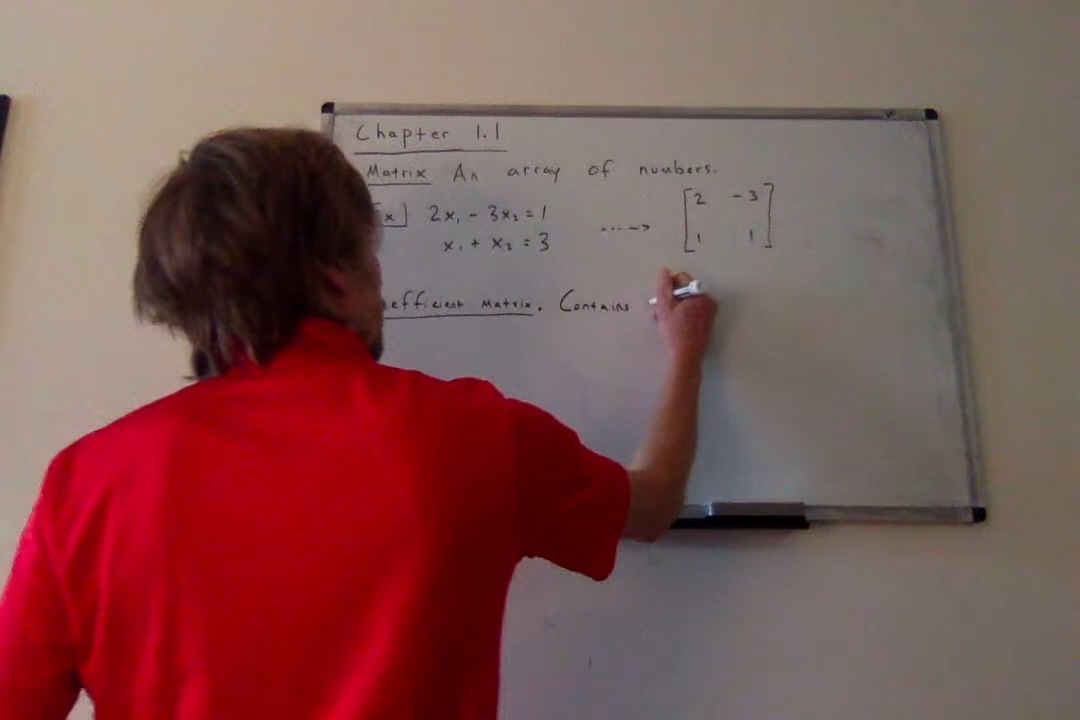 Chapter 1.1
Matrix An array of numbers.
x] 2x₁ - 3x₂ = 1 ----> [2 -3
x₁ + x₂ = 3 1 1]
efficient Matrix. Contains